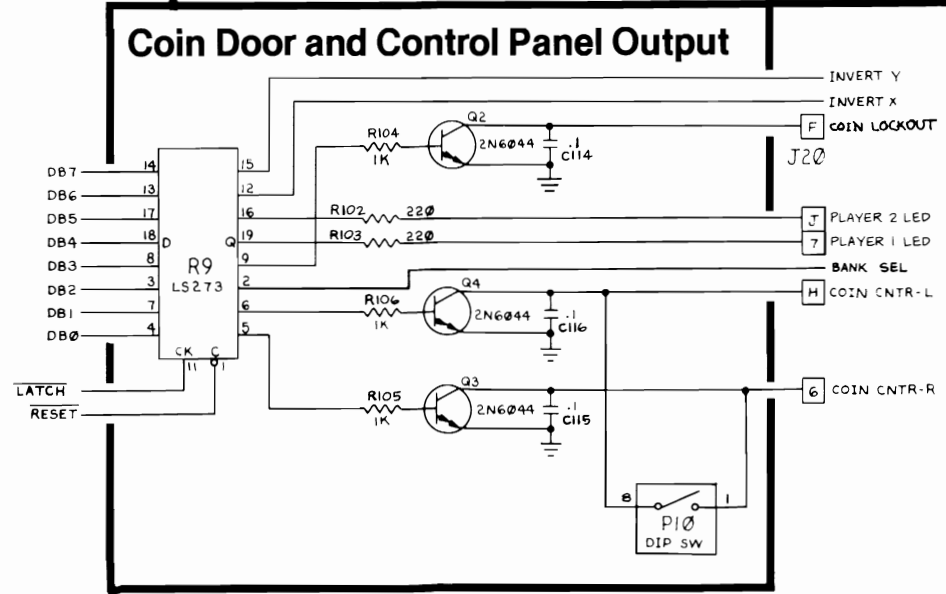 Coin Door and Control Panel Output
INVERT Y
INVERT X
Q2
F COIN LOCKOUT
R104
2N6044
.1
1K
C114
J20
DB7 14 15
DB6 13 12
DB5 17 16 R102 220 J PLAYER 2 LED
DB4 18 D Q 19 R103 220 7 PLAYER 1 LED
DB3 8 R9 9 BANK SEL
DB2 3 LS273 2 Q4 H COIN CNTR-L
DB1 7 6 R106 2N6044 .1
1K C116
DBØ 4 5
CK C
11 1
LATCH
RESET
Q3
6 COIN CNTR-R
R105
2N6044
.1
1K
C115
8 1
P1Ø
DIP SW